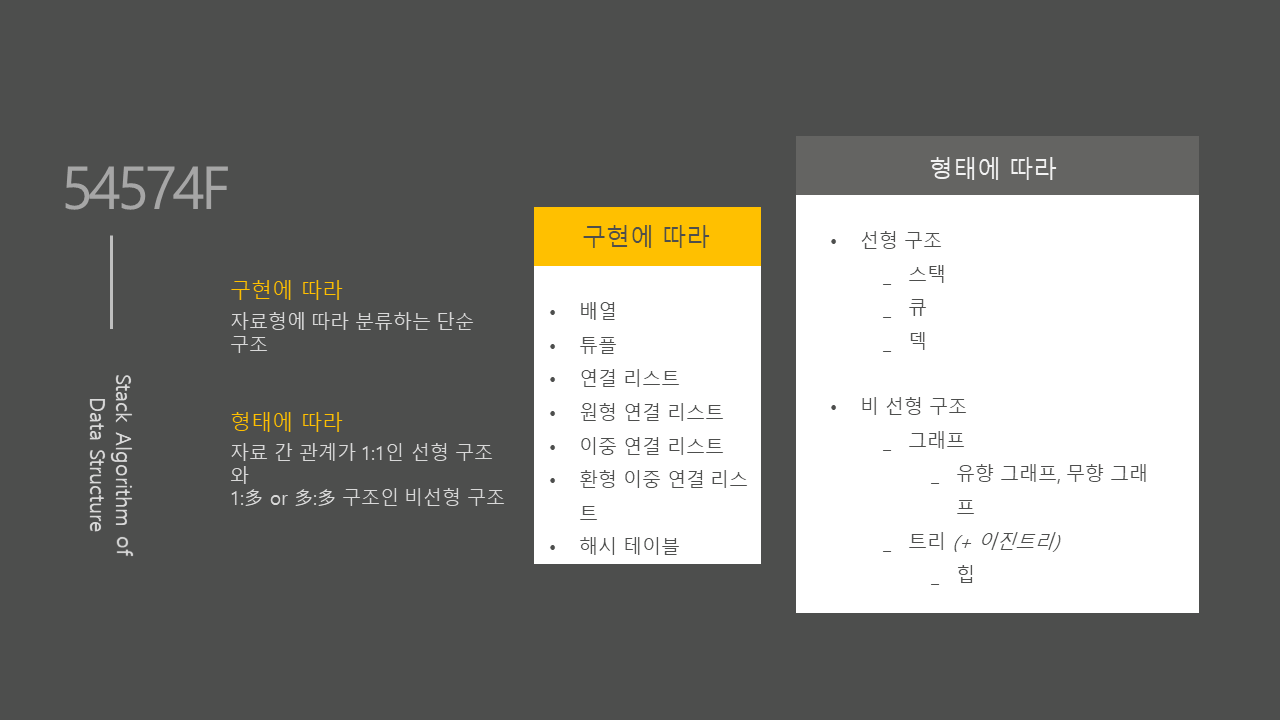 54574F
Stack Algorithm of
Data Structure
구현에 따라
자료형에 따라 분류하는 단순
구조
형태에 따라
자료 간 관계가 1:1인 선형 구조
와
1:多 or 多:多 구조인 비선형 구조
구현에 따라
• 배열
• 튜플
• 연결 리스트
• 원형 연결 리스트
• 이중 연결 리스트
• 환형 이중 연결 리스
트
• 해시 테이블
형태에 따라
• 선형 구조
_ 스택
_ 큐
_ 덱
• 비 선형 구조
_ 그래프
_ 유향 그래프, 무향 그래
프
_ 트리 (+ 이진트리)
_ 힙